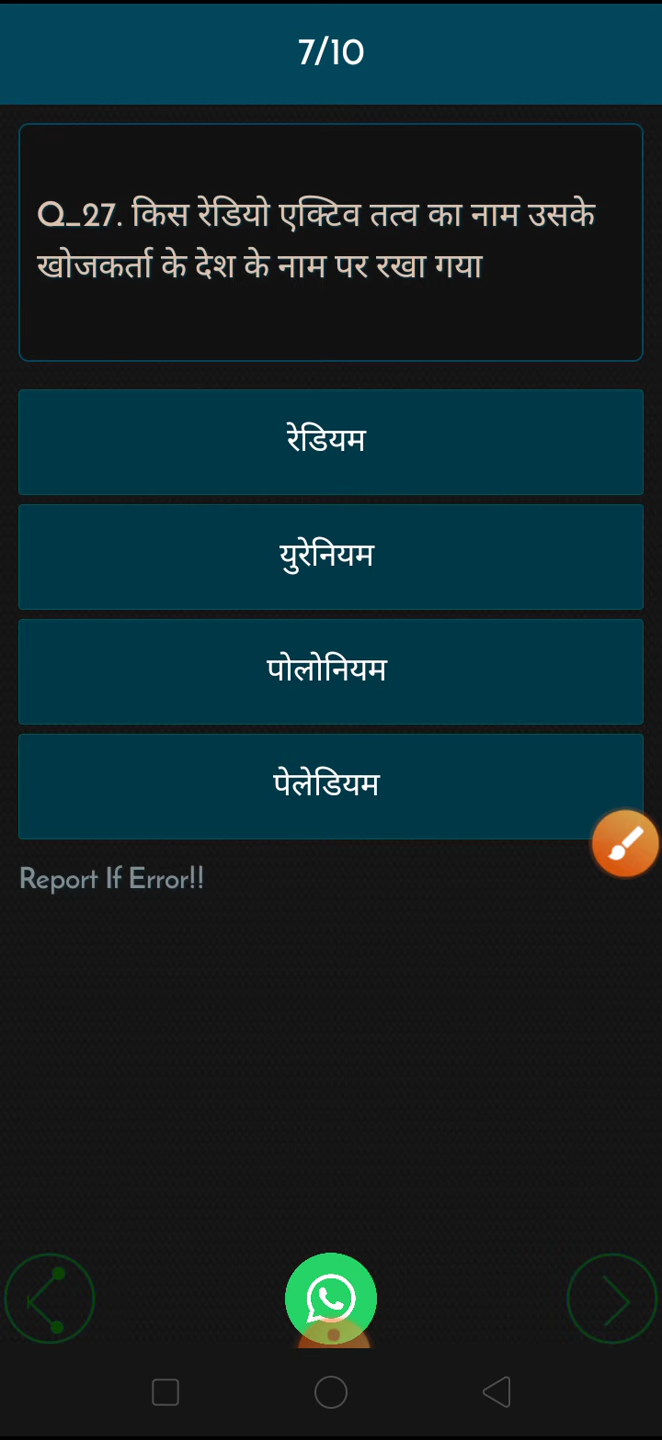 7/10
Q_27. किस रेडियो एक्टिव तत्व का नाम उसके
खोजकर्ता के देश के नाम पर रखा गया
रेडियम
युरेनियम
पोलोनियम
पेलेडियम
Report If Error!!